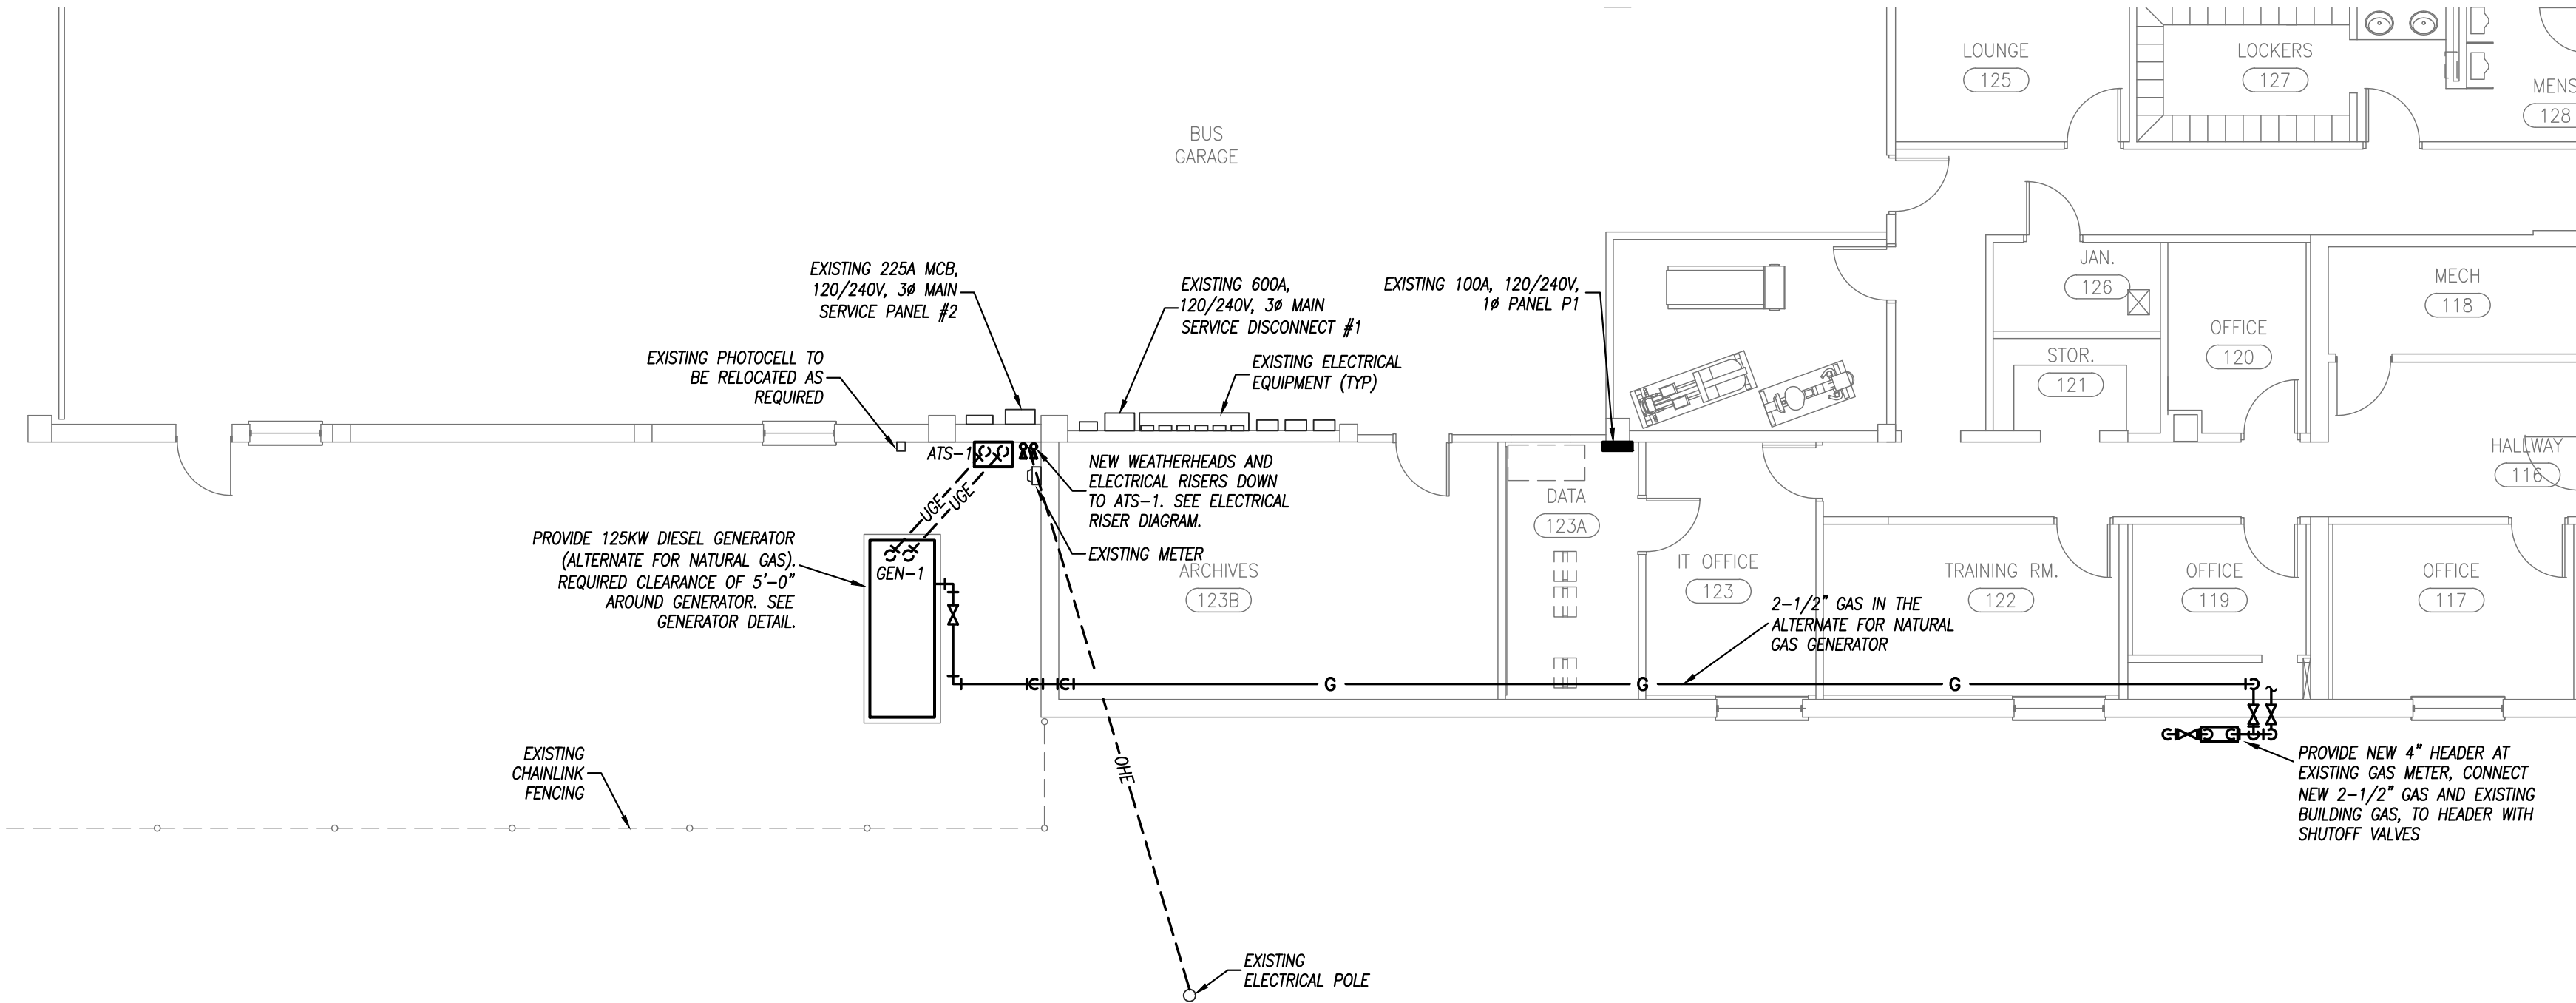 LOUNGE
125
LOCKERS
127
MENS
128
BUS
GARAGE
EXISTING 225A MCB,
120/240V, 3ø MAIN
SERVICE PANEL #2
EXISTING 600A,
120/240V, 3ø MAIN
SERVICE DISCONNECT #1
EXISTING 100A, 120/240V,
1ø PANEL P1
JAN.
126
MECH
118
OFFICE
120
STOR.
121
EXISTING PHOTOCELL TO
BE RELOCATED AS
REQUIRED
EXISTING ELECTRICAL
EQUIPMENT (TYP)
ATS-1
NEW WEATHERHEADS AND
ELECTRICAL RISERS DOWN
TO ATS-1. SEE ELECTRICAL
RISER DIAGRAM.
EXISTING METER
HALLWAY
116
DATA
123A
UGE
UGE
PROVIDE 125KW DIESEL GENERATOR
(ALTERNATE FOR NATURAL GAS).
REQUIRED CLEARANCE OF 5'-0"
AROUND GENERATOR. SEE
GENERATOR DETAIL.
GEN-1
ARCHIVES
123B
IT OFFICE
123
TRAINING RM.
122
OFFICE
119
OFFICE
117
2-1/2" GAS IN THE
ALTERNATE FOR NATURAL
GAS GENERATOR
G
G
G
EXISTING
CHAINLINK
FENCING
OHE
PROVIDE NEW 4" HEADER AT
EXISTING GAS METER, CONNECT
NEW 2-1/2" GAS AND EXISTING
BUILDING GAS, TO HEADER WITH
SHUTOFF VALVES
EXISTING
ELECTRICAL POLE